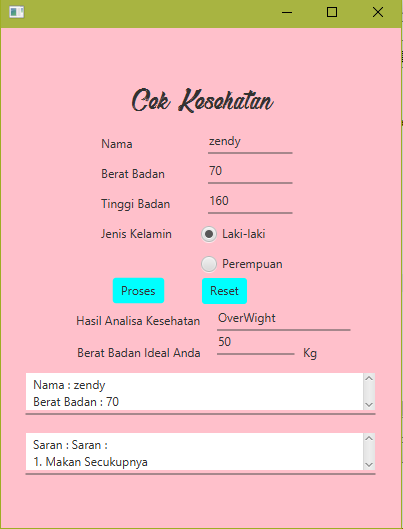 Cek Kesehatan
Nama zendy
Berat Badan 70
Tinggi Badan 160
Jenis Kelamin Laki-laki
Perempuan
Proses Reset
Hasil Analisa Kesehatan OverWight
Berat Badan Ideal Anda 50 Kg
Nama : zendy
Berat Badan : 70
Saran : Saran :
1. Makan Secukupnya